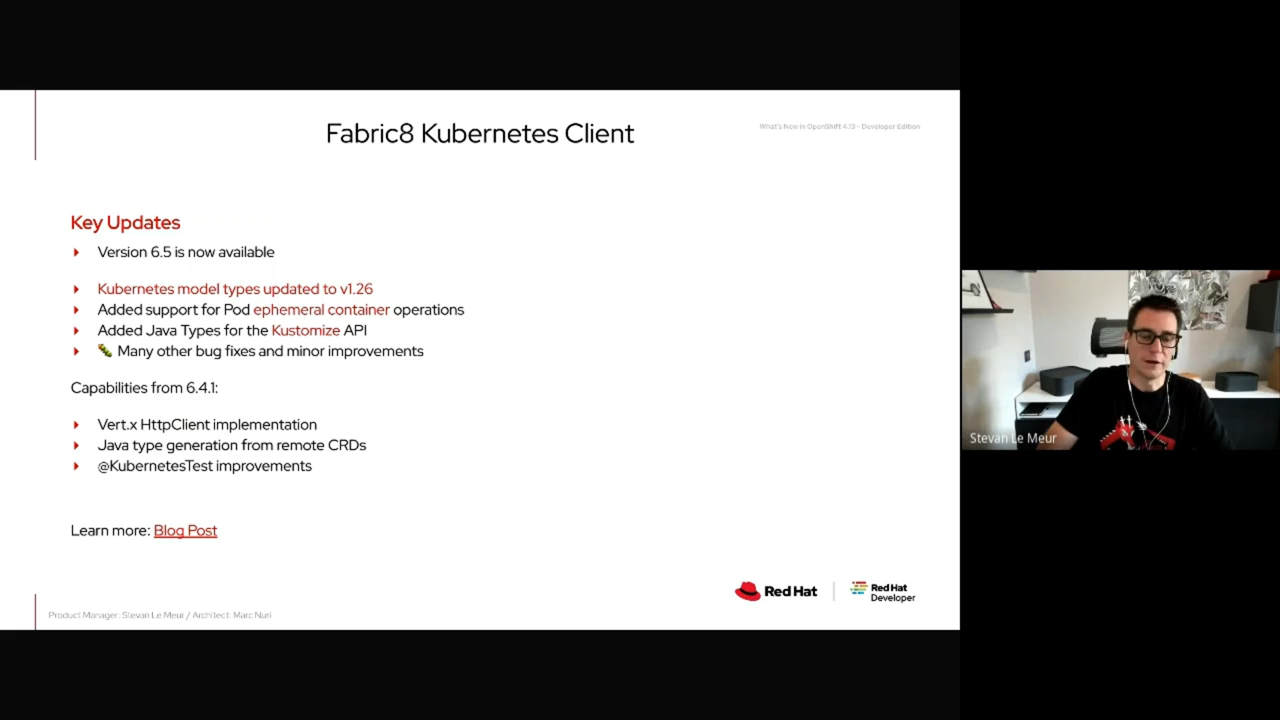 Fabric8 Kubernetes Client
What's New in OpenShift 4.13 - Developer Edition
Key Updates
Version 6.5 is now available
Kubernetes model types updated to v1.26
Added support for Pod ephemeral container operations
Added Java Types for the Kustomize API
🐛 Many other bug fixes and minor improvements
Capabilities from 6.4.1:
Vert.x HttpClient implementation
Java type generation from remote CRDs
@KubernetesTest improvements
Learn more: Blog Post
Red Hat
Red Hat
Developer
Product Manager: Stevan Le Meur / Architect: Marc Nuri
Stevan Le Meur